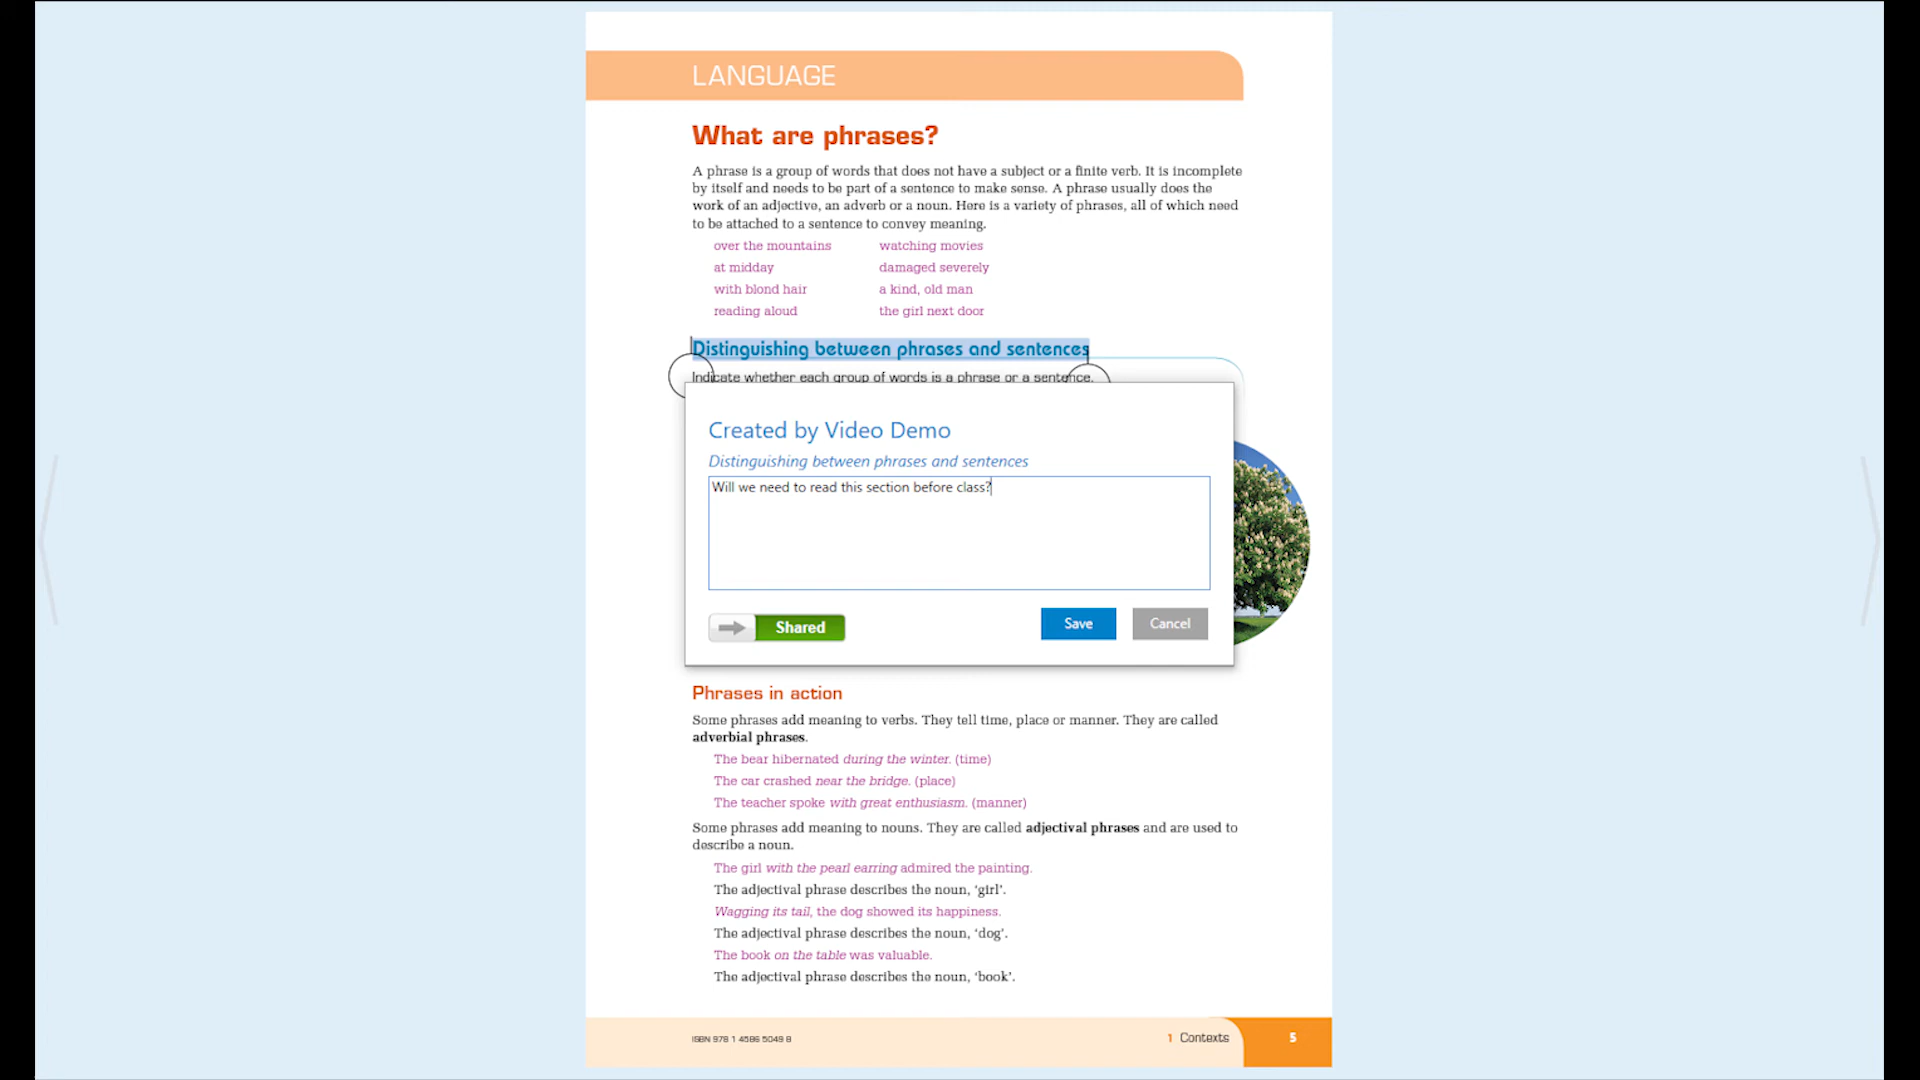 LANGUAGE
What are phrases?
A phrase is a group of words that does not have a subject or a finite verb. It is incomplete
by itself and needs to be part of a sentence to make sense. A phrase usually does the
work of an adjective, an adverb or a noun. Here is a variety of phrases, all of which need
to be attached to a sentence to convey meaning.
over the mountains watching movies
at midday damaged severely
with blond hair a kind, old man
reading aloud the girl next door
Distinguishing between phrases and sentences
Indicate whether each group of words is a phrase or a sentence.
Created by Video Demo
Distinguishing between phrases and sentences
Will we need to read this section before class?
Shared Save Cancel
Phrases in action
Some phrases add meaning to verbs. They tell time, place or manner. They are called
adverbial phrases.
The bear hibernated during the winter. (time)
The car crashed near the bridge. (place)
The teacher spoke with great enthusiasm. (manner)
Some phrases add meaning to nouns. They are called adjectival phrases and are used to
describe a noun.
The girl with the pearl earring admired the painting.
The adjectival phrase describes the noun, ‘girl’.
Wagging its tail, the dog showed its happiness.
The adjectival phrase describes the noun, ‘dog’.
The book on the table was valuable.
The adjectival phrase describes the noun, ‘book’.
ISBN 978 1 4586 5049 8 1 Contexts 5